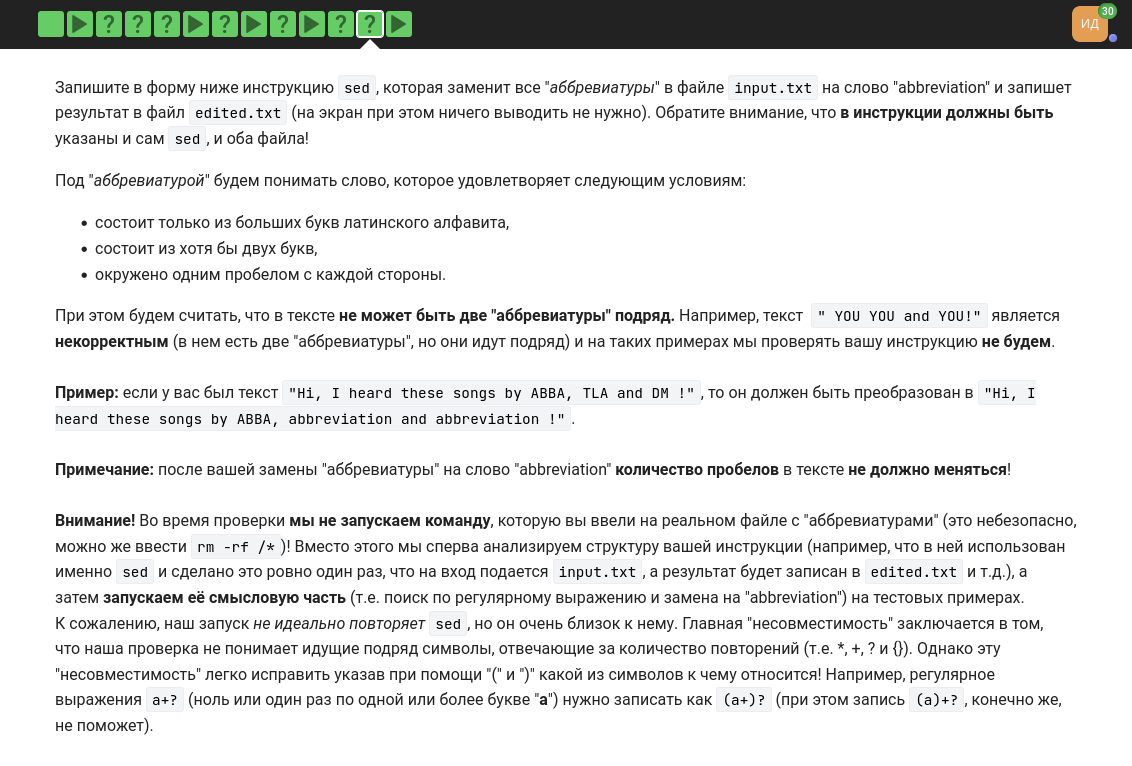 ? ? ? ? ? ? ?
30
ИД
Запишите в форму ниже инструкцию sed, которая заменит все "аббревиатуры" в файле input.txt на слово "abbreviation" и запишет
результат в файл edited.txt (на экран при этом ничего выводить не нужно). Обратите внимание, что в инструкции должны быть
указаны и сам sed, и оба файла!
Под "аббревиатурой" будем понимать слово, которое удовлетворяет следующим условиям:
• состоит только из больших букв латинского алфавита,
• состоит из хотя бы двух букв,
• окружено одним пробелом с каждой стороны.
При этом будем считать, что в тексте не может быть две "аббревиатуры" подряд. Например, текст " YOU YOU and YOU!" является
некорректным (в нем есть две "аббревиатуры", но они идут подряд) и на таких примерах мы проверять вашу инструкцию не будем.
Пример: если у вас был текст "Hi, I heard these songs by ABBA, TLA and DM !", то он должен быть преобразован в "Hi, I
heard these songs by ABBA, abbreviation and abbreviation !".
Примечание: после вашей замены "аббревиатуры" на слово "abbreviation" количество пробелов в тексте не должно меняться!
Внимание! Во время проверки мы не запускаем команду, которую вы ввели на реальном файле с "аббревиатурами" (это небезопасно,
можно же ввести rm -rf /*)! Вместо этого мы сперва анализируем структуру вашей инструкции (например, что в ней использован
именно sed и сделано это ровно один раз, что на вход подается input.txt, а результат будет записан в edited.txt и т.д.), а
затем запускаем её смысловую часть (т.е. поиск по регулярному выражению и замена на "abbreviation") на тестовых примерах.
К сожалению, наш запуск не идеально повторяет sed, но он очень близок к нему. Главная "несовместимость" заключается в том,
что наша проверка не понимает идущие подряд символы, отвечающие за количество повторений (т.е. *, +, ? и {}). Однако эту
"несовместимость" легко исправить указав при помощи "(" и ")" какой из символов к чему относится! Например, регулярное
выражения a+? (ноль или один раз по одной или более букве "а") нужно записать как (a+)? (при этом запись (a)+?, конечно же,
не поможет).